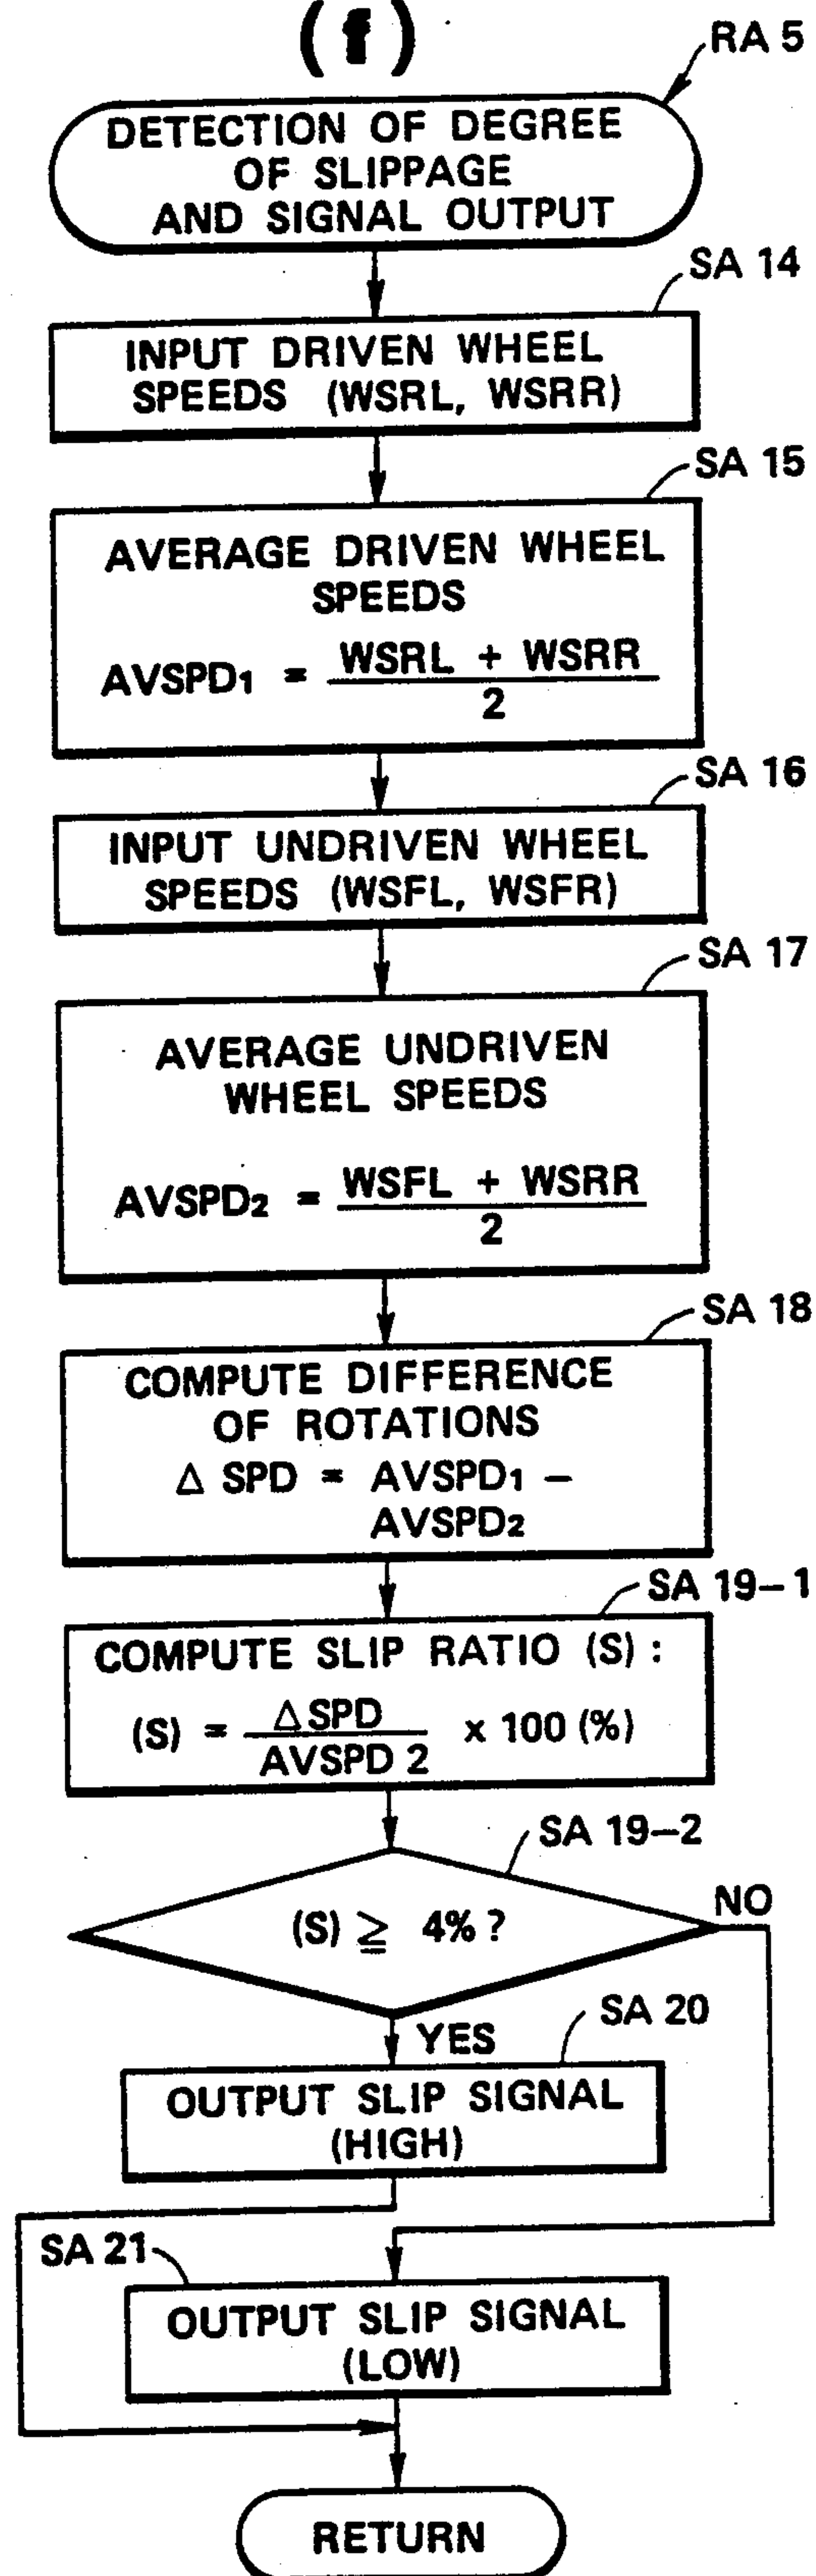 (f)
RA 5
DETECTION OF DEGREE
OF SLIPPAGE
AND SIGNAL OUTPUT
SA 14
INPUT DRIVEN WHEEL
SPEEDS (WSRL, WSRR)
SA 15
AVERAGE DRIVEN WHEEL
SPEEDS
AVSPD1 = WSRL + WSRR
2
SA 16
INPUT UNDRIVEN WHEEL
SPEEDS (WSFL, WSFR)
SA 17
AVERAGE UNDRIVEN
WHEEL SPEEDS
AVSPD2 = WSFL + WSRR
2
SA 18
COMPUTE DIFFERENCE
OF ROTATIONS
Δ SPD = AVSPD1 –
AVSPD2
SA 19–1
COMPUTE SLIP RATIO (S) :
(S) = ΔSPD x 100 (%)
AVSPD 2
SA 19–2
(S) ≧ 4% ?
NO
YES
SA 20
OUTPUT SLIP SIGNAL
(HIGH)
SA 21
OUTPUT SLIP SIGNAL
(LOW)
RETURN